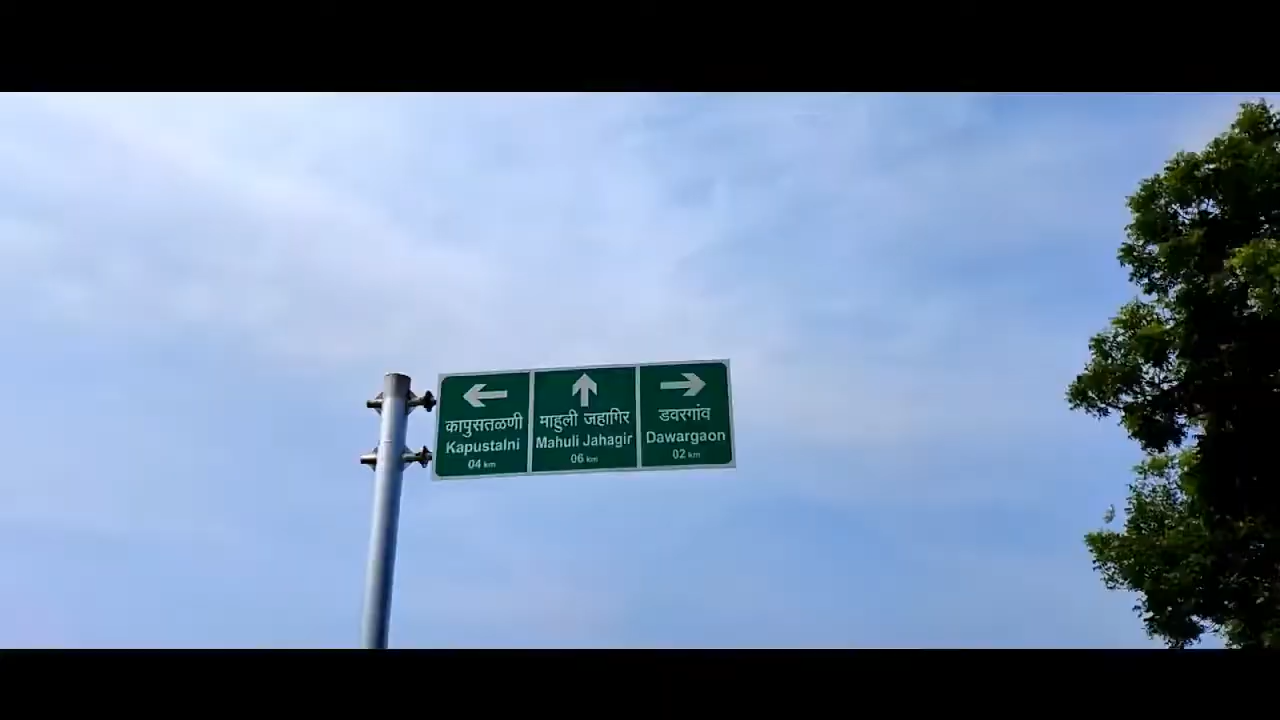 कापुसतळणी
Kapustalni
04 km
माहुली जहागिर
Mahuli Jahagir
06 km
डवरगांव
Dawargaon
02 km